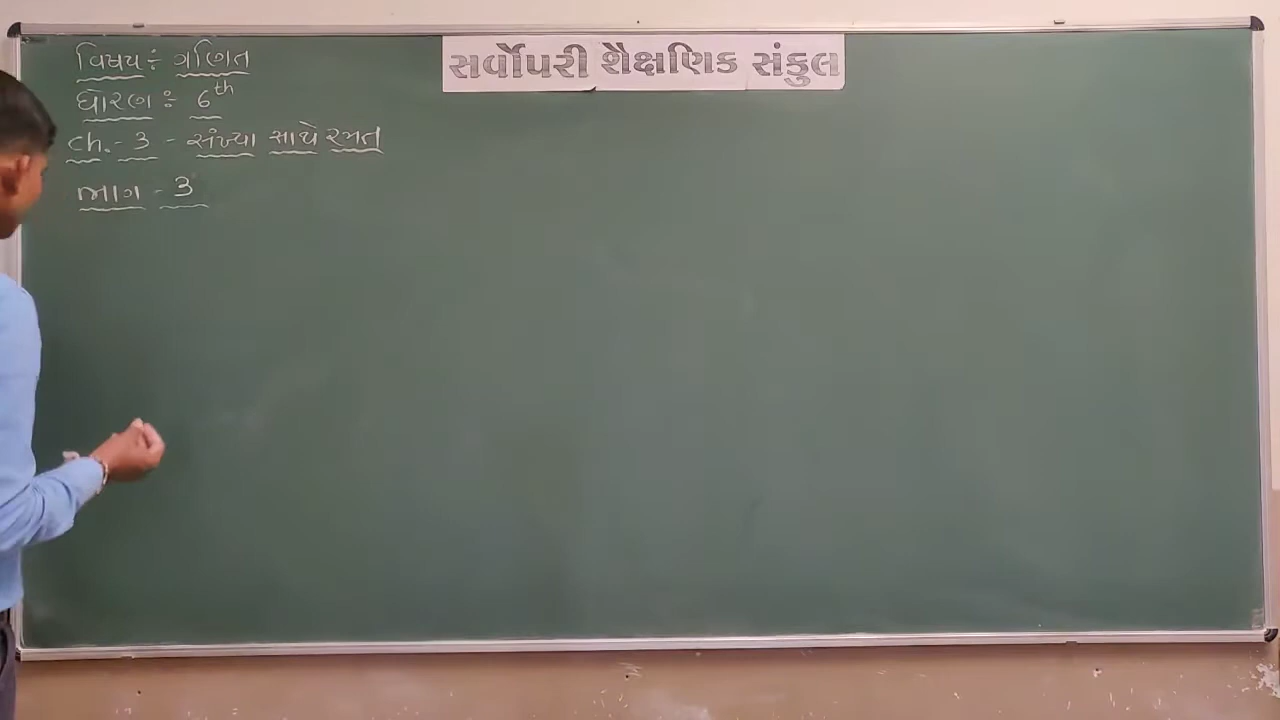 સર્વોપરી શૈક્ષણિક સંકુલ
વિષય : ગણિત
ધોરણ : 6th
ch. - 3 - સંખ્યા સાથે રમત
ભાગ - 3